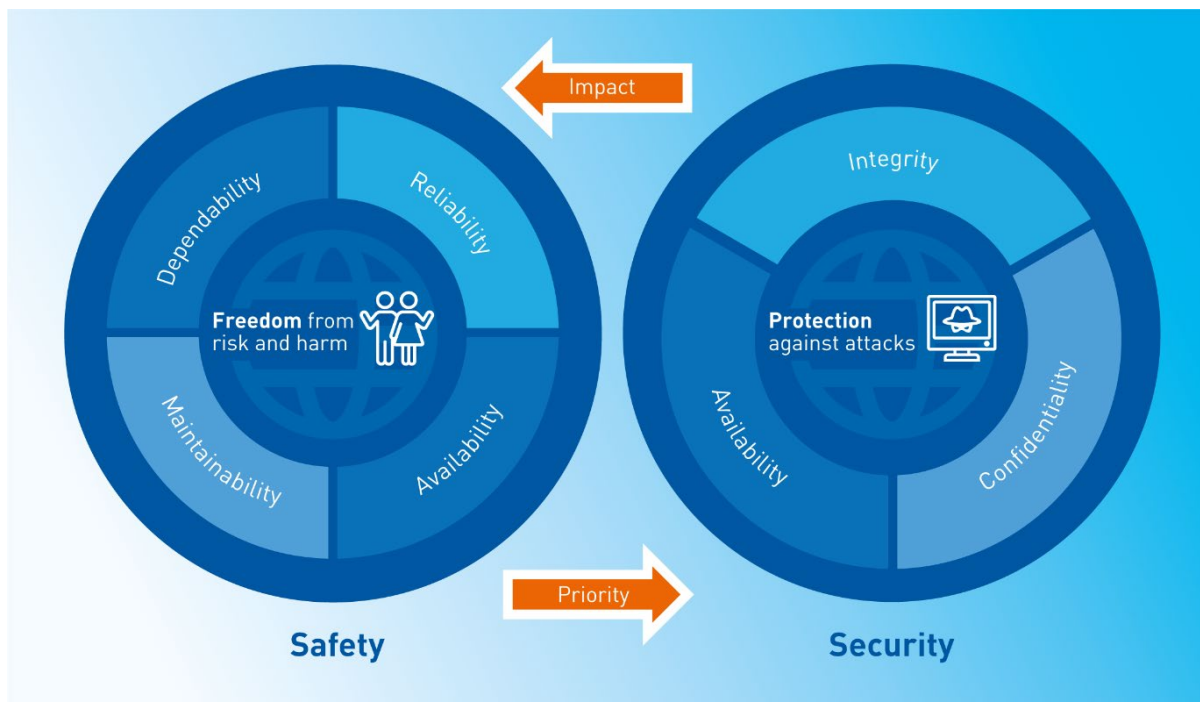 Impact
Dependability
Reliability
Maintainability
Availability
Freedom from
risk and harm
Integrity
Availability
Confidentiality
Protection
against attacks
Priority
Safety
Security